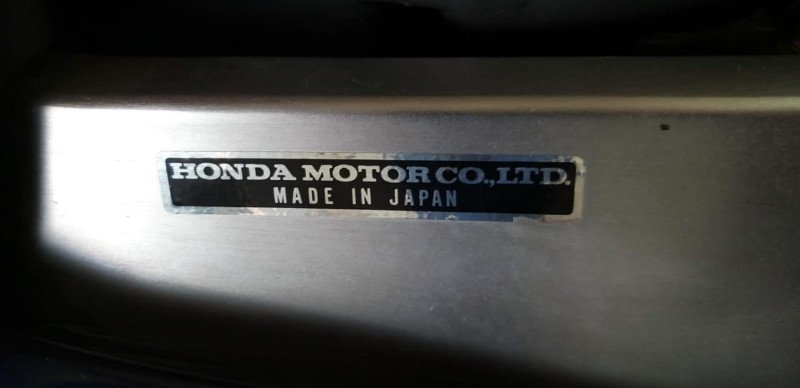 HONDA MOTOR CO.,LTD.
MADE IN JAPAN